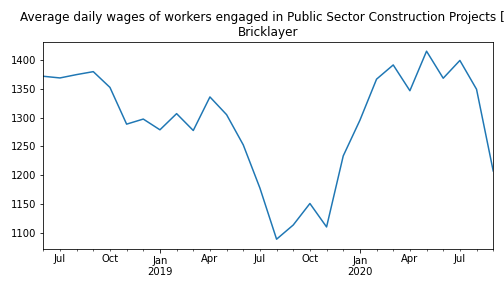 Average daily wages of workers engaged in Public Sector Construction Projects [
Bricklayer
1400
1350
1300
1250
1200
1150
1100
Jul Oct Jan Apr Jul Oct Jan Apr Jul
2019 2020